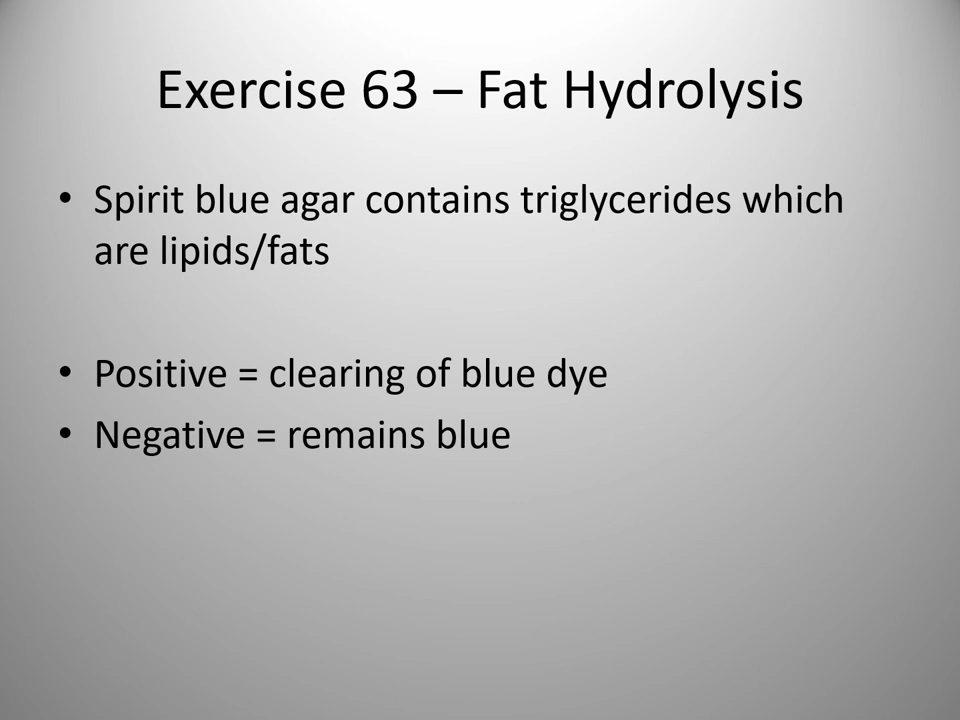 Exercise 63 – Fat Hydrolysis
• Spirit blue agar contains triglycerides which
are lipids/fats
• Positive = clearing of blue dye
• Negative = remains blue